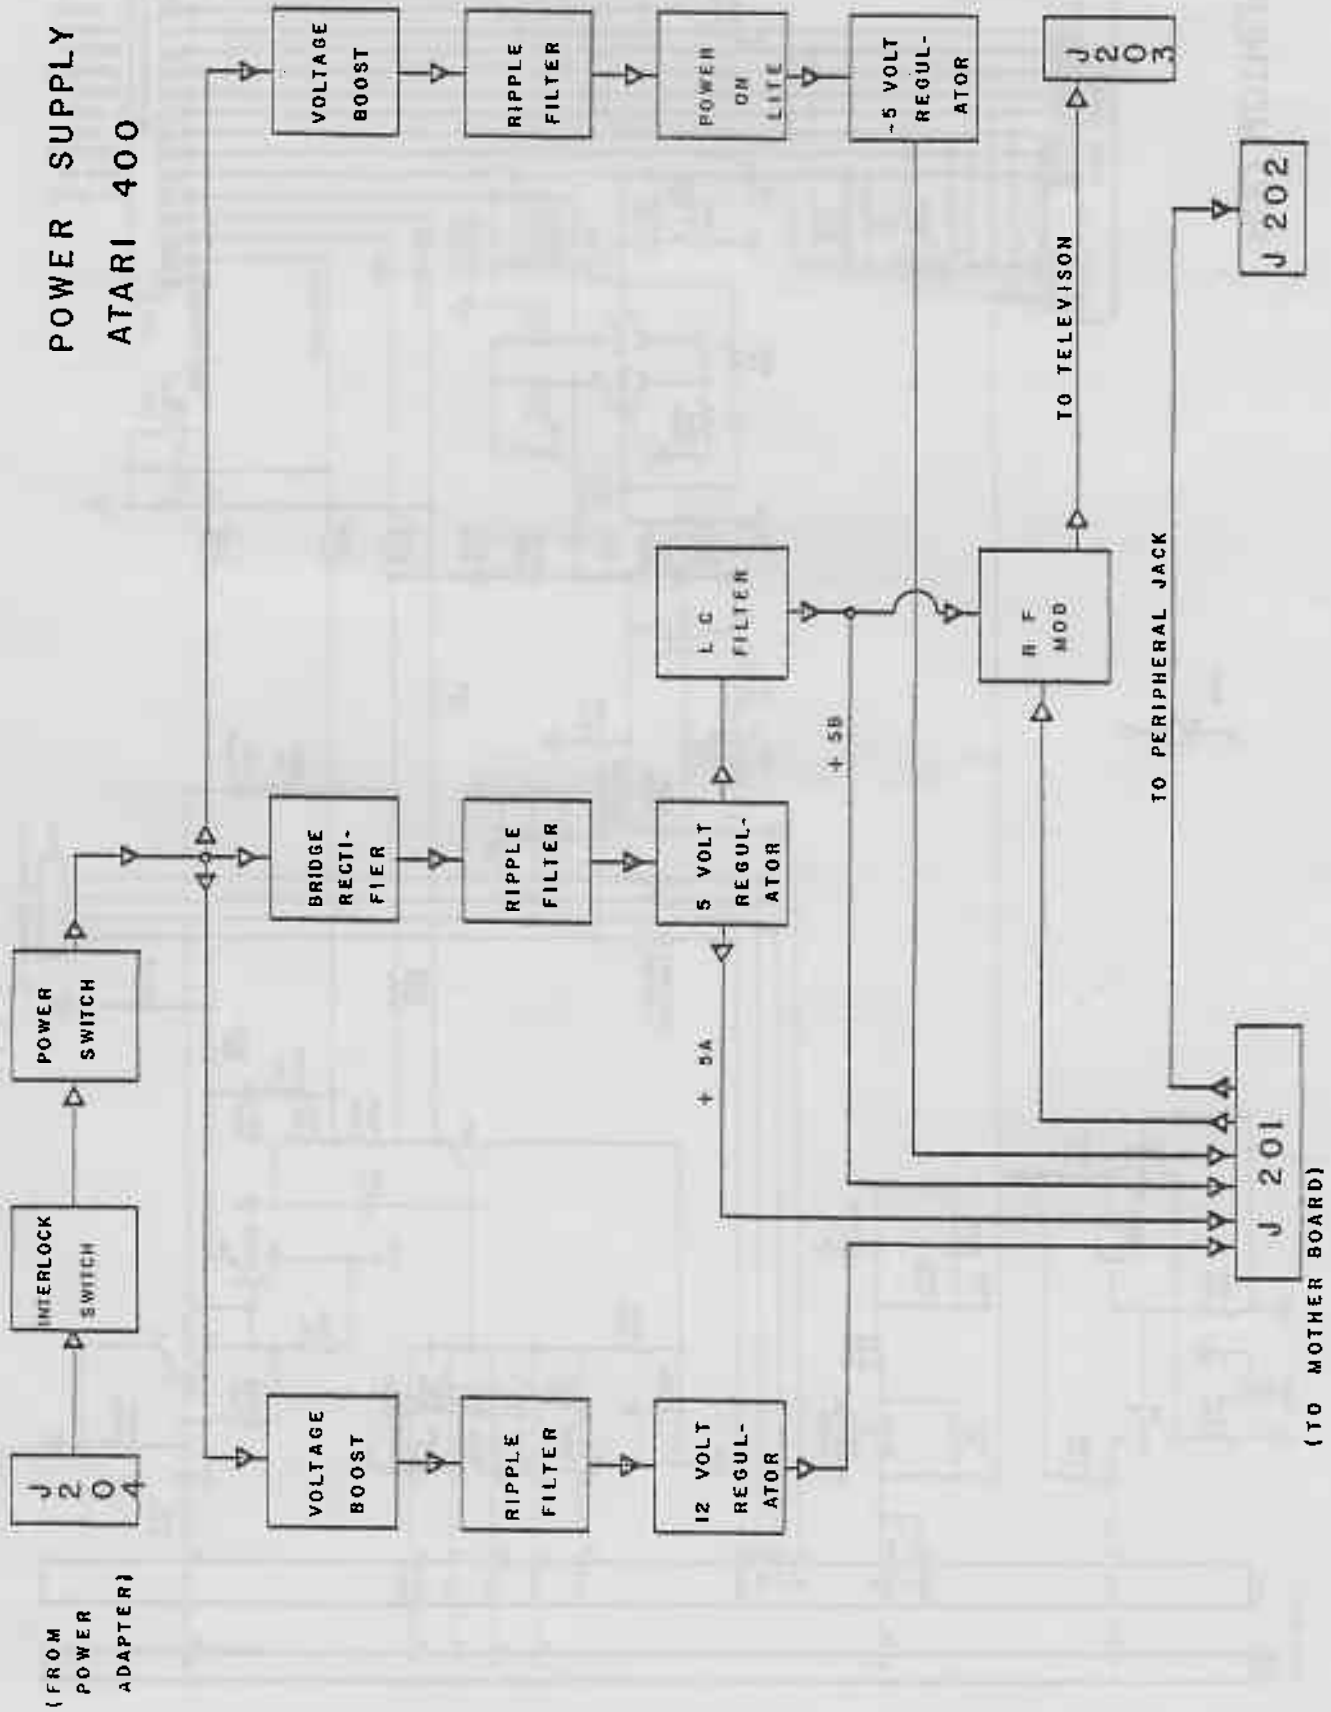 POWER SUPPLY
ATARI 400
(FROM
POWER
ADAPTER)
J
2
0
4
INTERLOCK
SWITCH
POWER
SWITCH
VOLTAGE
BOOST
RIPPLE
FILTER
12 VOLT
REGUL-
ATOR
BRIDGE
RECTI-
FIER
RIPPLE
FILTER
5 VOLT
REGUL-
ATOR
L C
FILTER
VOLTAGE
BOOST
RIPPLE
FILTER
POWER
ON
LITE
-5 VOLT
REGUL-
ATOR
+ 5A
+ 5B
R F
MOD
TO TELEVISON
J
2
0
3
TO PERIPHERAL JACK
J 202
J 201
(TO MOTHER BOARD)